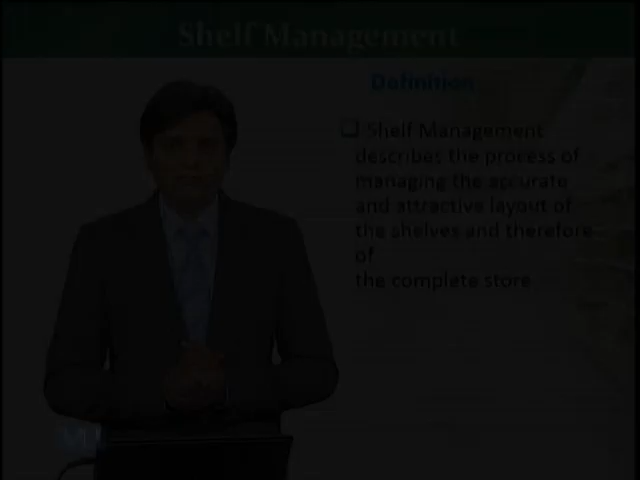 Shelf Management
Definition
Shelf Management
describes the process of
managing the accurate
and attractive layout of
the shelves and therefore
of
the complete store